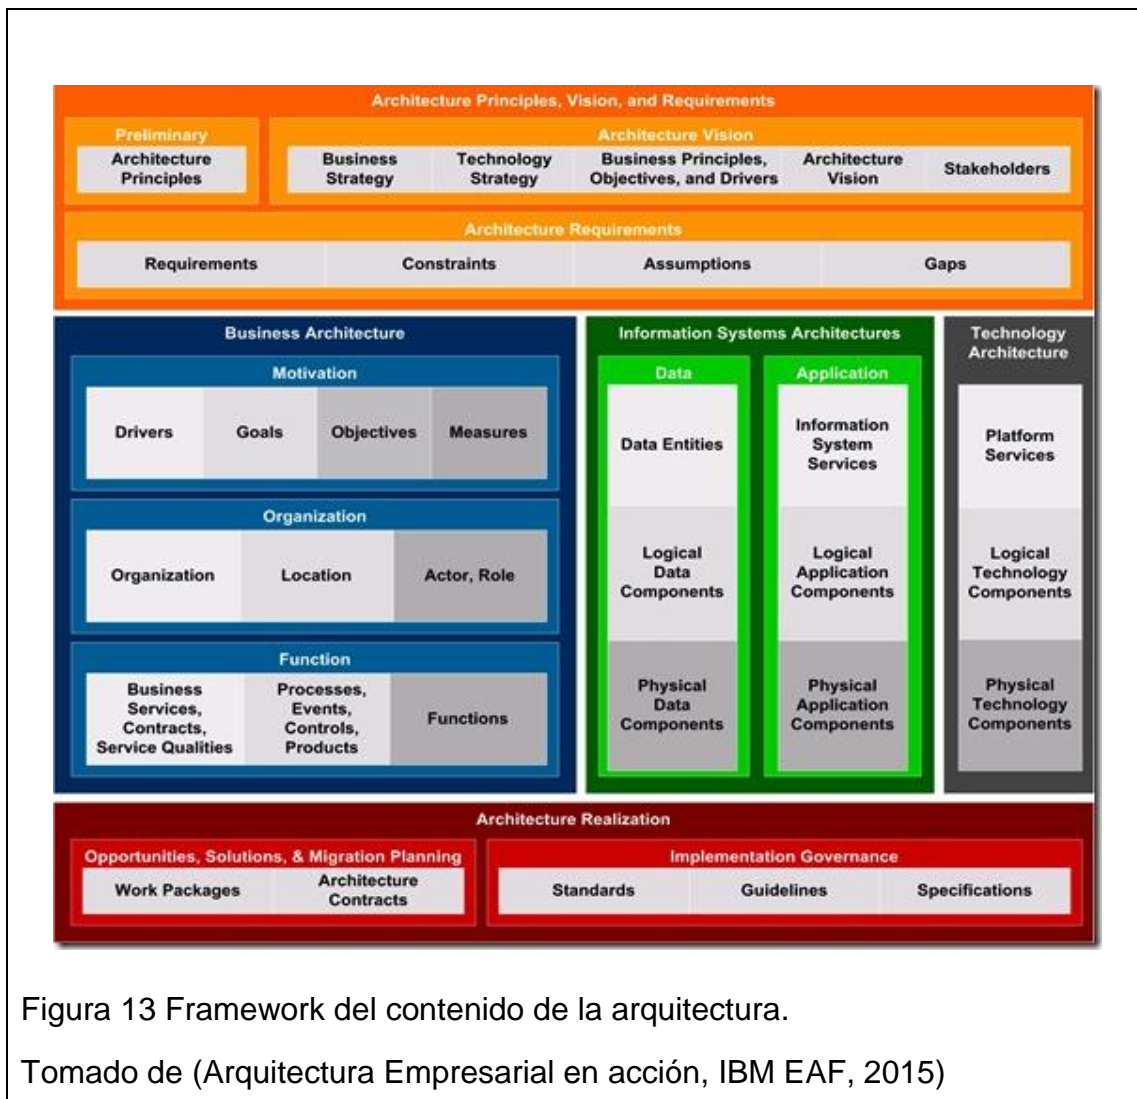 Architecture Principles, Vision, and Requirements
Preliminary
Architecture
Principles
Architecture Vision
Business
Strategy
Technology
Strategy
Business Principles,
Objectives, and Drivers
Architecture
Vision
Stakeholders
Architecture Requirements
Requirements
Constraints
Assumptions
Gaps
Business Architecture
Motivation
Drivers
Goals
Objectives
Measures
Organization
Organization
Location
Actor, Role
Function
Business
Services,
Contracts,
Service Qualities
Processes,
Events,
Controls,
Products
Functions
Information Systems Architectures
Data
Data Entities
Logical
Data
Components
Physical
Data
Components
Application
Information
System
Services
Logical
Application
Components
Physical
Application
Components
Technology
Architecture
Platform
Services
Logical
Technology
Components
Physical
Technology
Components
Architecture Realization
Opportunities, Solutions, & Migration Planning
Work Packages
Architecture
Contracts
Implementation Governance
Standards
Guidelines
Specifications
Figura 13 Framework del contenido de la arquitectura.
Tomado de (Arquitectura Empresarial en acción, IBM EAF, 2015)